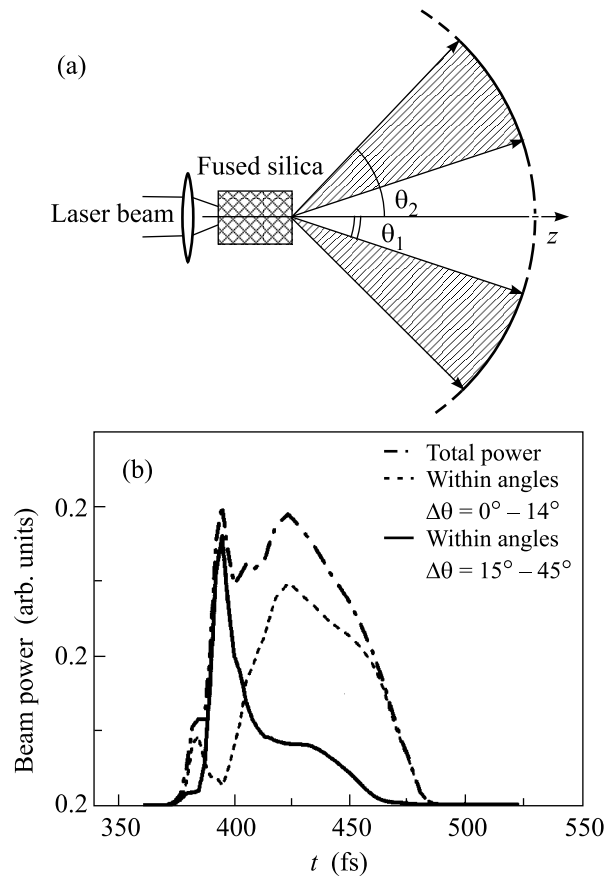 (a)
Fused silica
Laser beam
θ2
θ1
z
(b)
Total power
Within angles
Δθ = 0° – 14°
Within angles
Δθ = 15° – 45°
Beam power (arb. units)
0.2
0.2
0.2
350 400 450 500 550
t (fs)